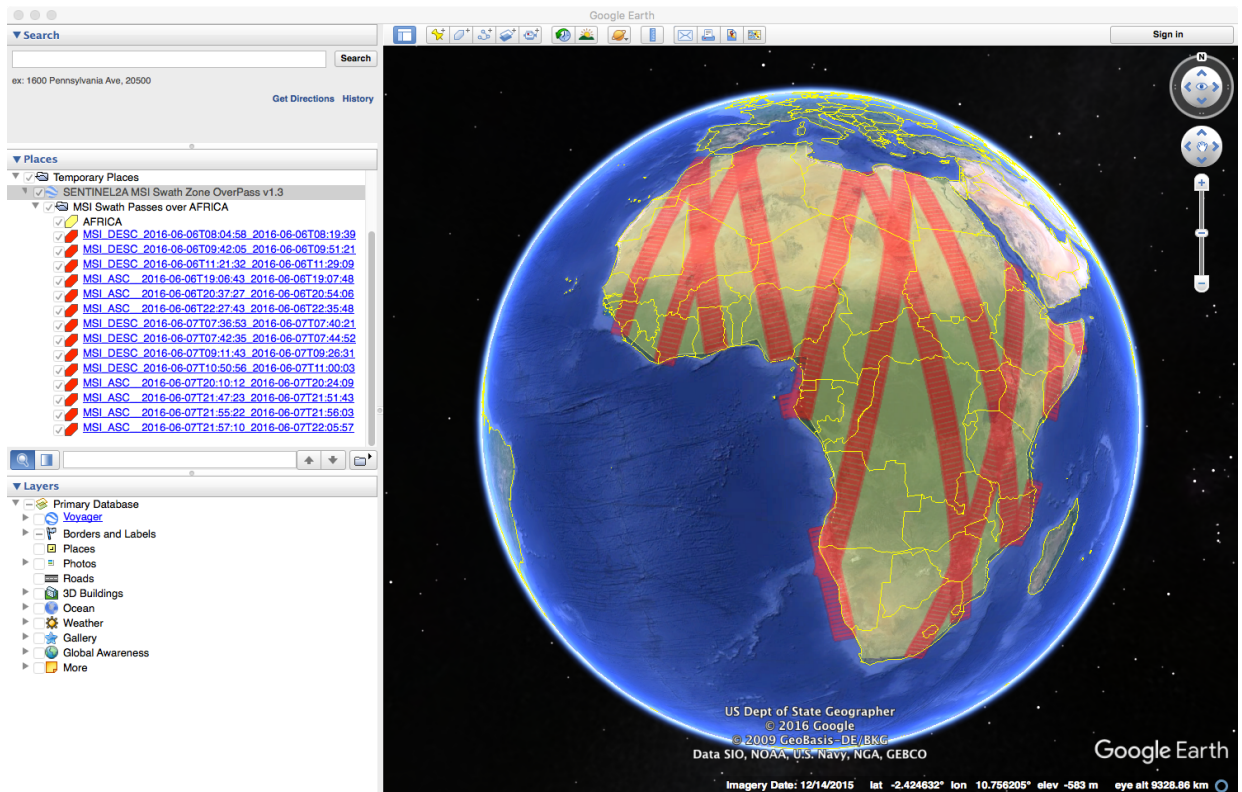 Google Earth
Search
Search
ex: 1600 Pennsylvania Ave, 20500
Get Directions History
Places
Temporary Places
SENTINEL2A MSI Swath Zone OverPass v1.3
MSI Swath Passes over AFRICA
AFRICA
MSI_DESC_2016-06-06T08:04:58_2016-06-06T08:19:39
MSI_DESC_2016-06-06T09:42:05_2016-06-06T09:51:21
MSI_DESC_2016-06-06T11:21:32_2016-06-06T11:29:09
MSI_ASC__2016-06-06T19:06:43_2016-06-06T19:07:48
MSI_ASC__2016-06-06T20:37:27_2016-06-06T20:54:06
MSI_ASC__2016-06-06T22:27:43_2016-06-06T22:35:48
MSI_DESC_2016-06-07T07:36:53_2016-06-07T07:40:21
MSI_DESC_2016-06-07T07:42:35_2016-06-07T07:44:52
MSI_DESC_2016-06-07T09:11:43_2016-06-07T09:26:31
MSI_DESC_2016-06-07T10:50:56_2016-06-07T11:00:03
MSI_ASC__2016-06-07T20:10:12_2016-06-07T20:24:09
MSI_ASC__2016-06-07T21:47:23_2016-06-07T21:51:43
MSI_ASC__2016-06-07T21:55:22_2016-06-07T21:56:03
MSI_ASC__2016-06-07T21:57:10_2016-06-07T22:05:57
Layers
Primary Database
Voyager
Borders and Labels
Places
Photos
Roads
3D Buildings
Ocean
Weather
Gallery
Global Awareness
More
Sign in
N
US Dept of State Geographer
© 2016 Google
© 2009 GeoBasis-DE/BKG
Data SIO, NOAA, U.S. Navy, NGA, GEBCO
Google Earth
Imagery Date: 12/14/2015 lat -2.424632° lon 10.756205° elev -583 m eye alt 9328.86 km